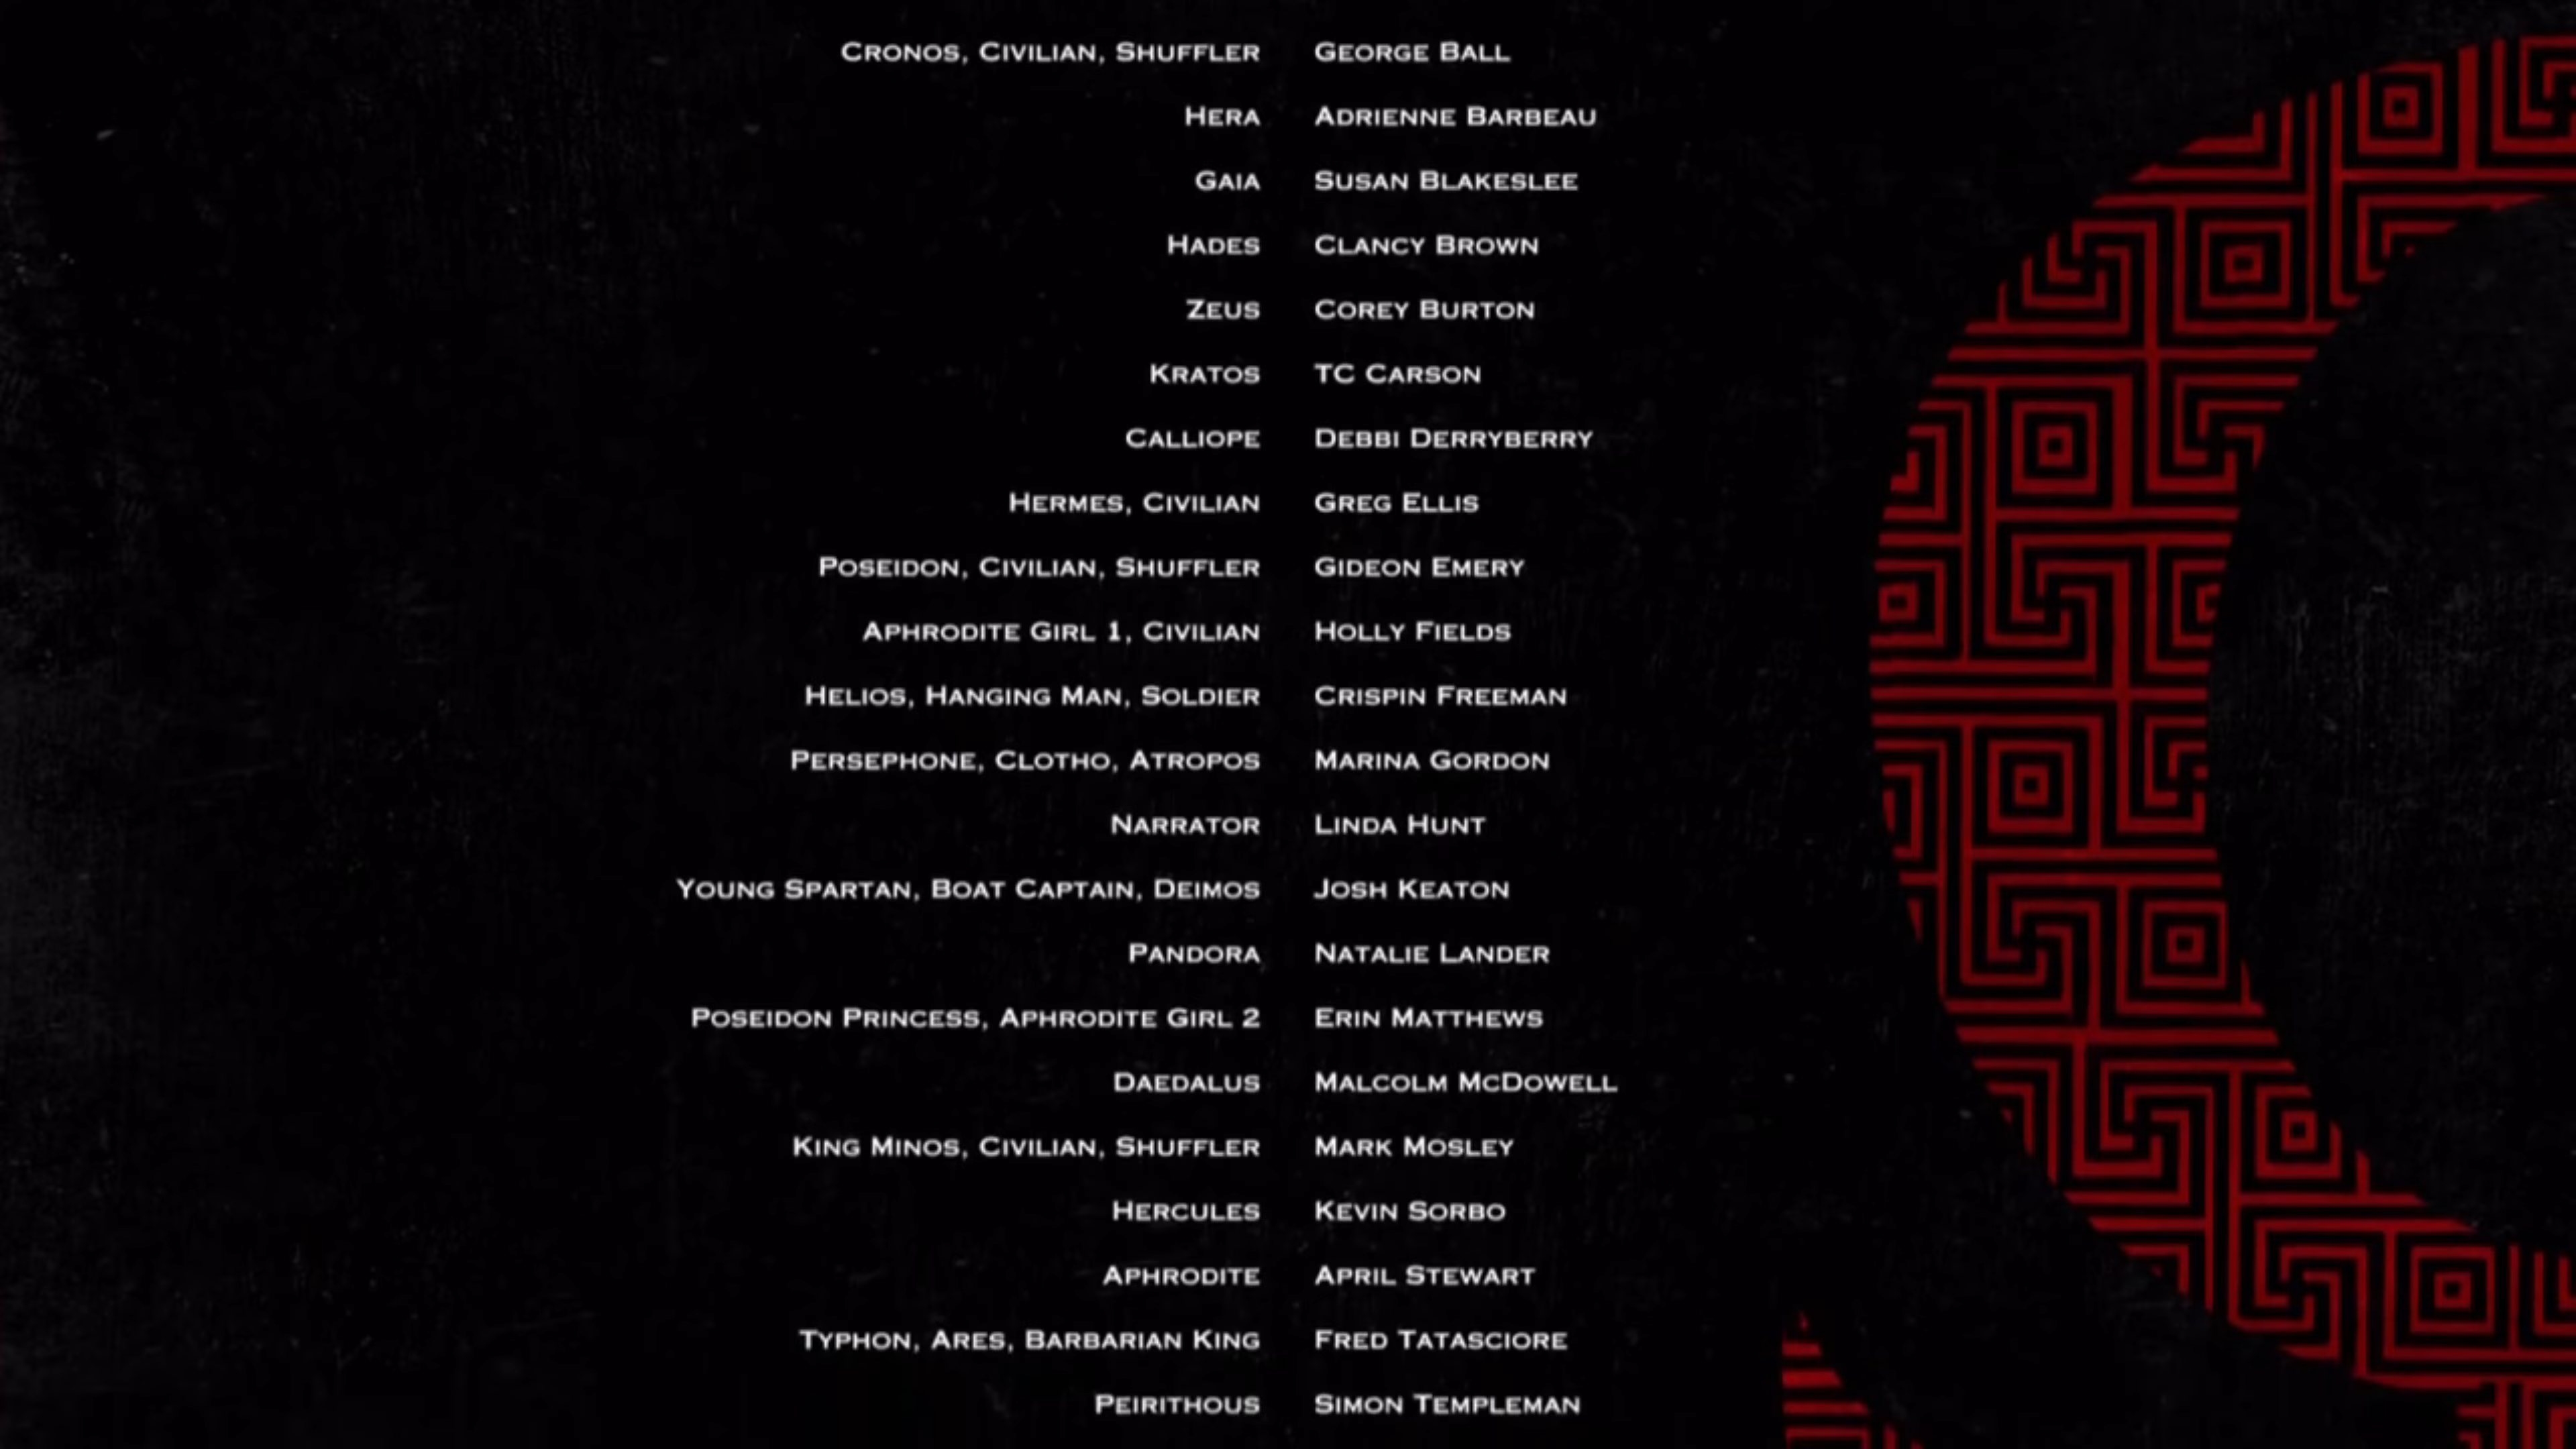 Cronos, Civilian, Shuffler George Ball
Hera Adrienne Barbeau
Gaia Susan Blakeslee
Hades Clancy Brown
Zeus Corey Burton
Kratos TC Carson
Calliope Debbi Derryberry
Hermes, Civilian Greg Ellis
Poseidon, Civilian, Shuffler Gideon Emery
Aphrodite Girl 1, Civilian Holly Fields
Helios, Hanging Man, Soldier Crispin Freeman
Persephone, Clotho, Atropos Marina Gordon
Narrator Linda Hunt
Young Spartan, Boat Captain, Deimos Josh Keaton
Pandora Natalie Lander
Poseidon Princess, Aphrodite Girl 2 Erin Matthews
Daedalus Malcolm McDowell
King Minos, Civilian, Shuffler Mark Mosley
Hercules Kevin Sorbo
Aphrodite April Stewart
Typhon, Ares, Barbarian King Fred Tatasciore
Peirithous Simon Templeman